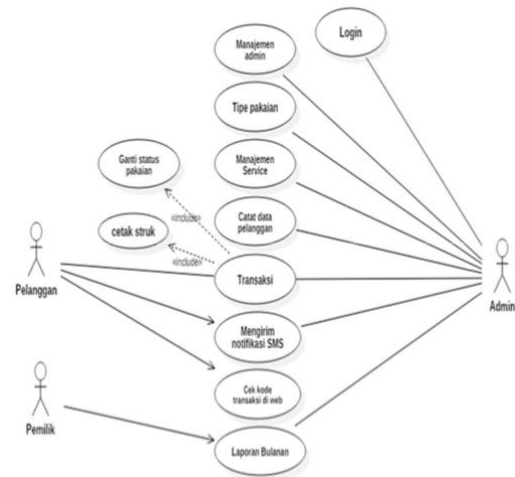 Login
Manajemen
admin
Tipe pakaian
Ganti status
pakaian
Manajemen
Service
Catat data
pelanggan
«include»
cetak struk
«include»
Transaksi
Pelanggan
Admin
Mengirim
notifikasi SMS
Cek kode
transaksi di web
Pemilik
Laporan Bulanan